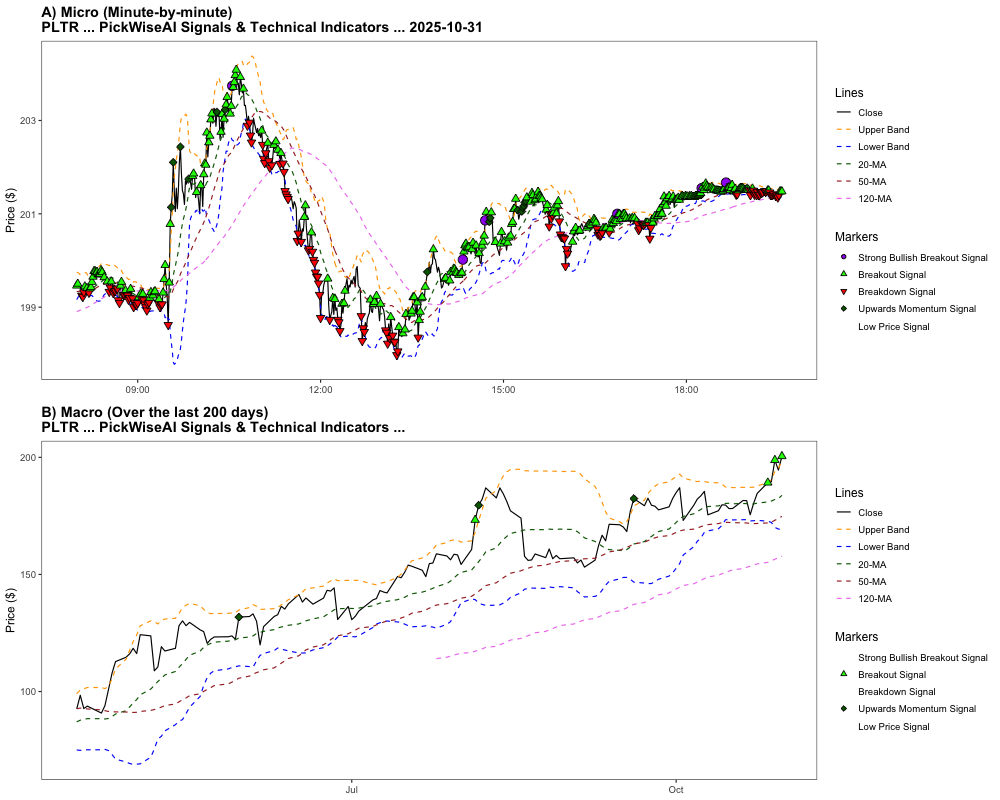 A) Micro (Minute-by-minute)
PLTR ... PickWiseAI Signals & Technical Indicators ... 2025-10-31
Price ($)
203
201
199
09:00
12:00
15:00
18:00
Lines
Close
Upper Band
Lower Band
20-MA
50-MA
120-MA
Markers
Strong Bullish Breakout Signal
Breakout Signal
Breakdown Signal
Upwards Momentum Signal
Low Price Signal
B) Macro (Over the last 200 days)
PLTR ... PickWiseAI Signals & Technical Indicators ...
Price ($)
200
150
100
Jul
Oct
Lines
Close
Upper Band
Lower Band
20-MA
50-MA
120-MA
Markers
Strong Bullish Breakout Signal
Breakout Signal
Breakdown Signal
Upwards Momentum Signal
Low Price Signal